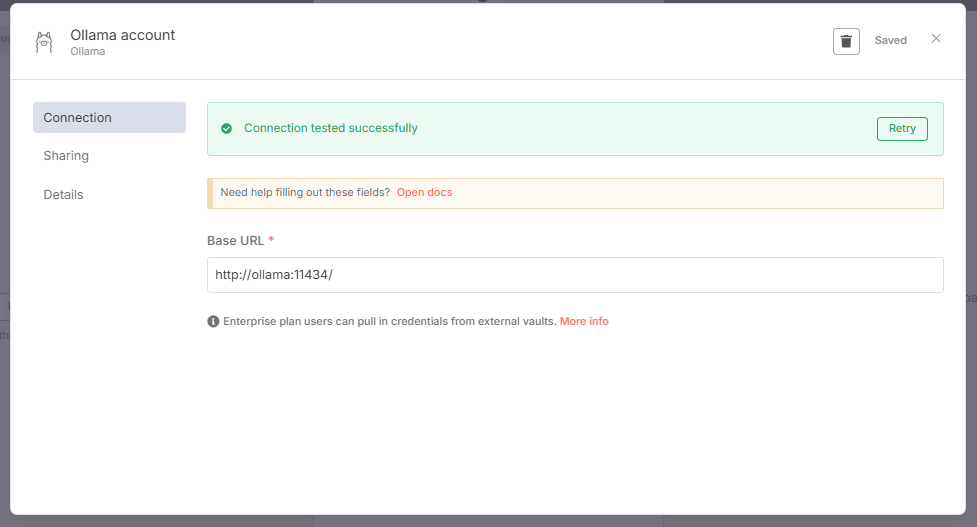 Ollama account
Ollama
Saved
Connection
Sharing
Details
Connection tested successfully
Retry
Need help filling out these fields? Open docs
Base URL *
http://ollama:11434/
Enterprise plan users can pull in credentials from external vaults. More info